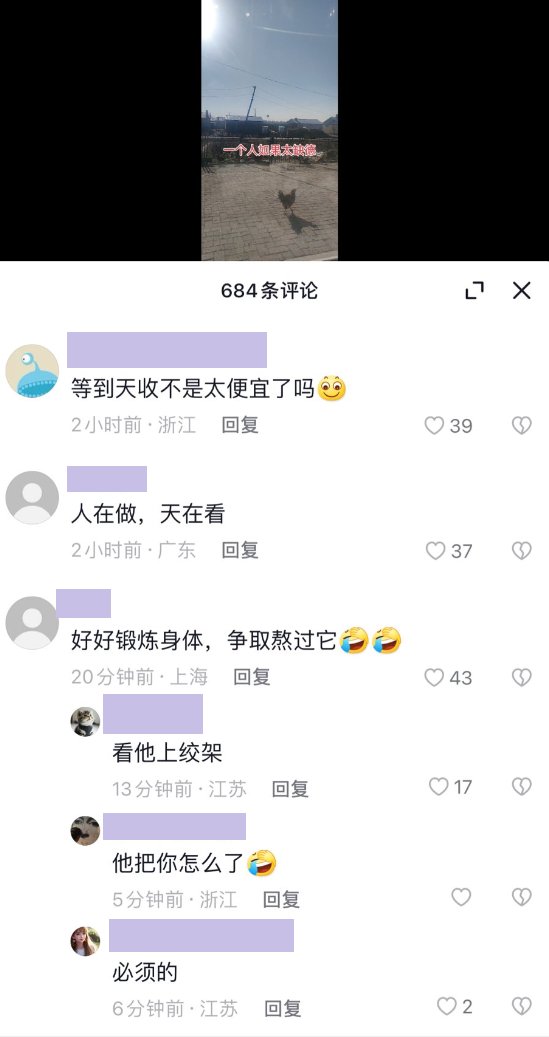 一个人如果太缺德
684条评论
等到天收不是太便宜了吗
2小时前·浙江 回复 39
人在做，天在看
2小时前·广东 回复 37
好好锻炼身体，争取熬过它🤣🤣
20分钟前·上海 回复 43
看他上绞架
13分钟前·江苏 回复 17
他把你怎么了🤣
5分钟前·浙江 回复
必须的
6分钟前·江苏 回复 2